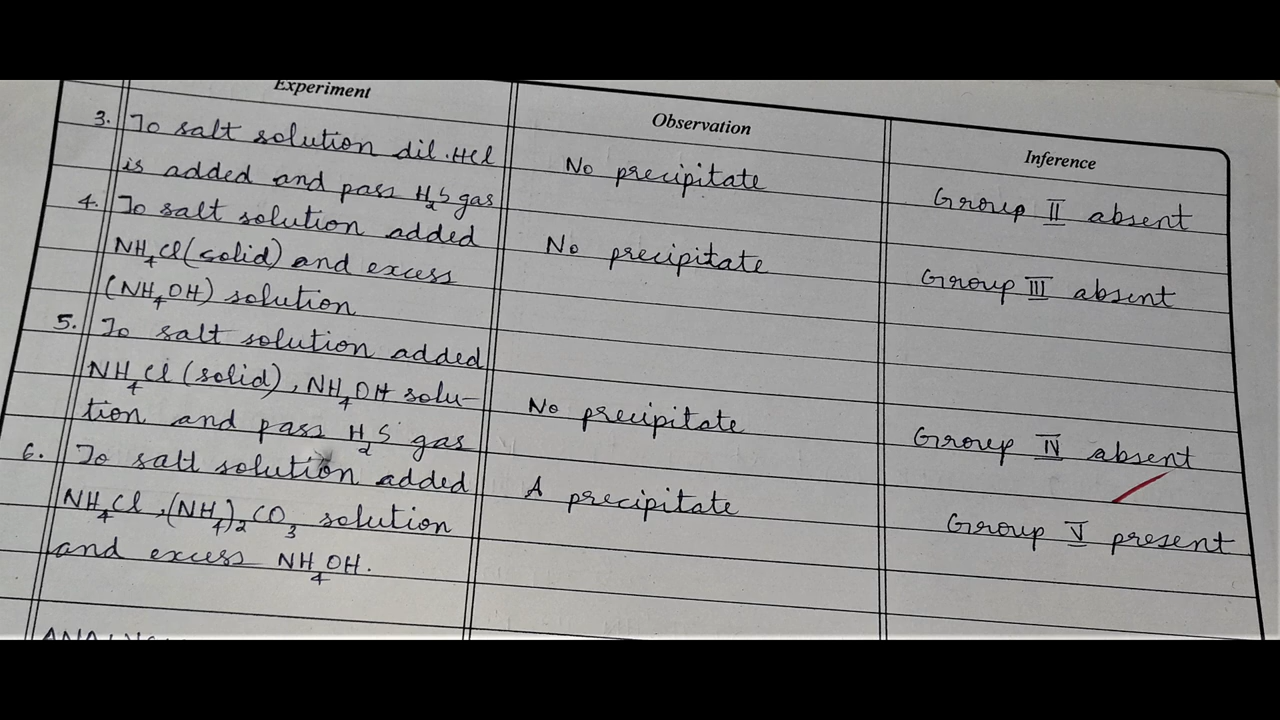 Experiment
Observation
Inference
3. To salt solution dil. HCl
is added and pass H₂S gas
No precipitate
Group II absent
4. To salt solution added
NH₄Cl (solid) and excess
(NH₄OH) solution
No precipitate
Group III absent
5. To salt solution added
NH₄Cl (solid), NH₄OH solu-
tion and pass H₂S gas
No precipitate
Group IV absent
6. To salt solution added
NH₄Cl, (NH₄)₂CO₃ solution
and excess NH₄OH.
A precipitate
Group V present